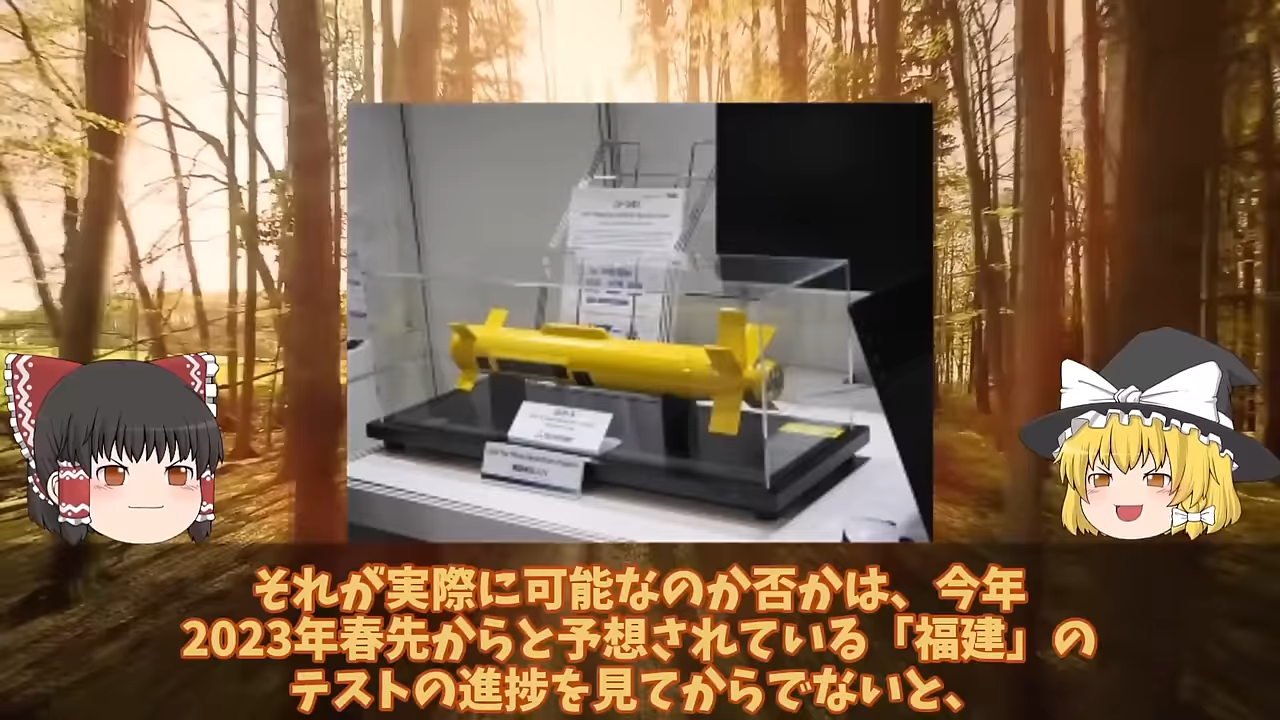 それが実際に可能なのか否かは、今年
2023年春先からと予想されている「福建」の
テストの進捗を見てからでないと、